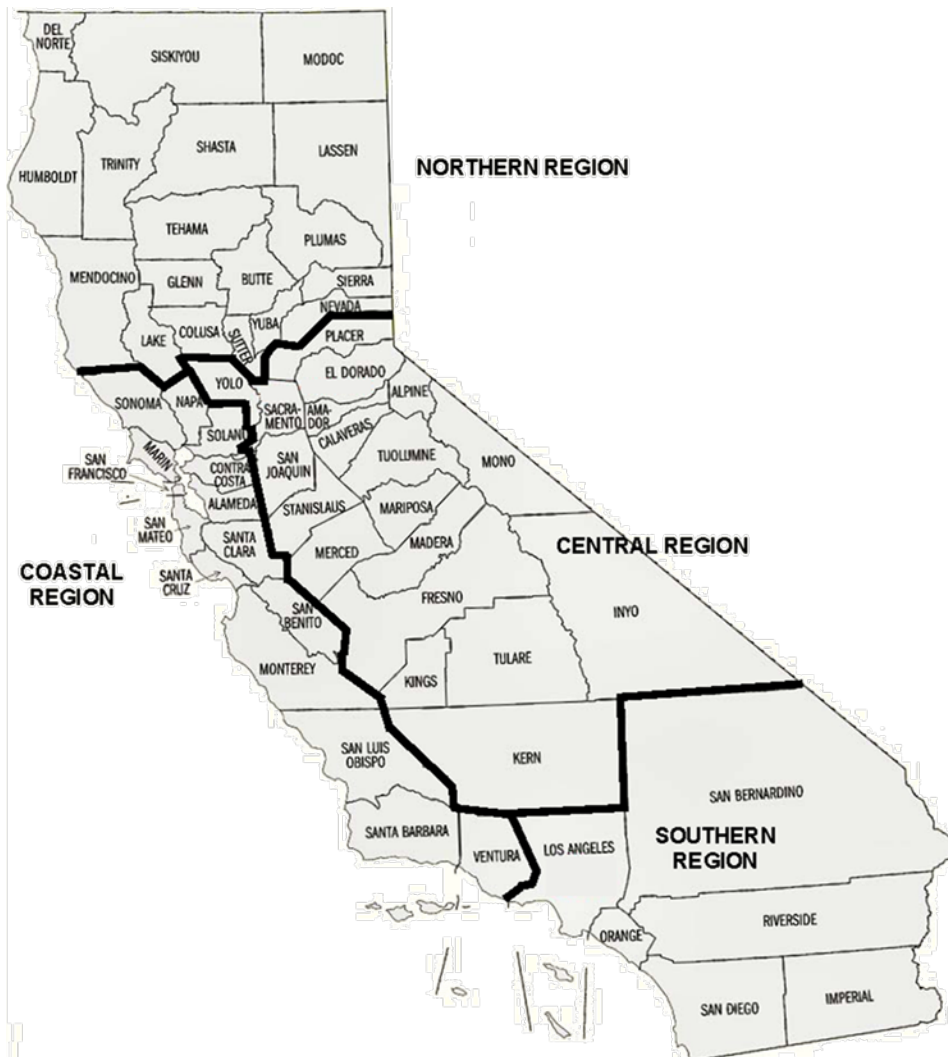 DEL
NORTE
SISKIYOU
MODOC
HUMBOLDT
TRINITY
SHASTA
LASSEN
NORTHERN REGION
TEHAMA
PLUMAS
MENDOCINO
GLENN
BUTTE
SIERRA
NEVADA
LAKE
COLUSA
SUTTER
YUBA
PLACER
YOLO
EL DORADO
SONOMA
NAPA
SACRA-
MENTO
AMA-
DOR
ALPINE
SOLANO
CALAVERAS
MARIN
SAN
FRANCISCO
CONTRA
COSTA
SAN
JOAQUIN
TUOLUMNE
MONO
ALAMEDA
STANISLAUS
MARIPOSA
SAN
MATEO
SANTA
CLARA
MERCED
MADERA
CENTRAL REGION
COASTAL
REGION
SANTA
CRUZ
SAN
BENITO
FRESNO
INYO
MONTEREY
KINGS
TULARE
SAN LUIS
OBISPO
KERN
SAN BERNARDINO
SANTA BARBARA
VENTURA
LOS ANGELES
SOUTHERN
REGION
ORANGE
RIVERSIDE
SAN DIEGO
IMPERIAL